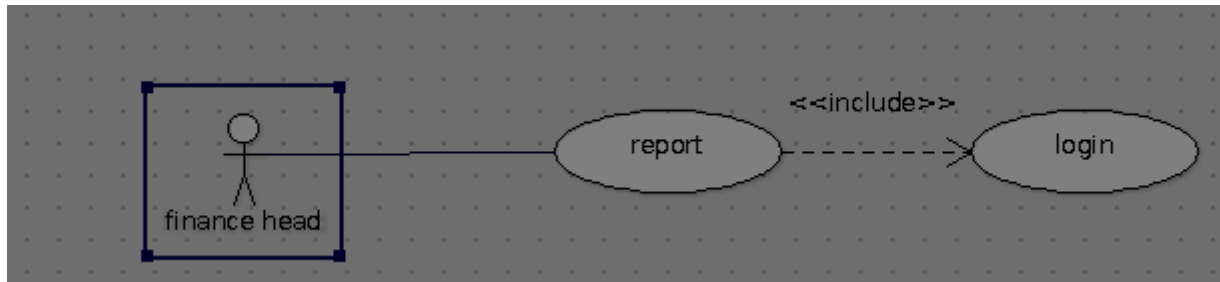 <<include>>
report
login
finance head